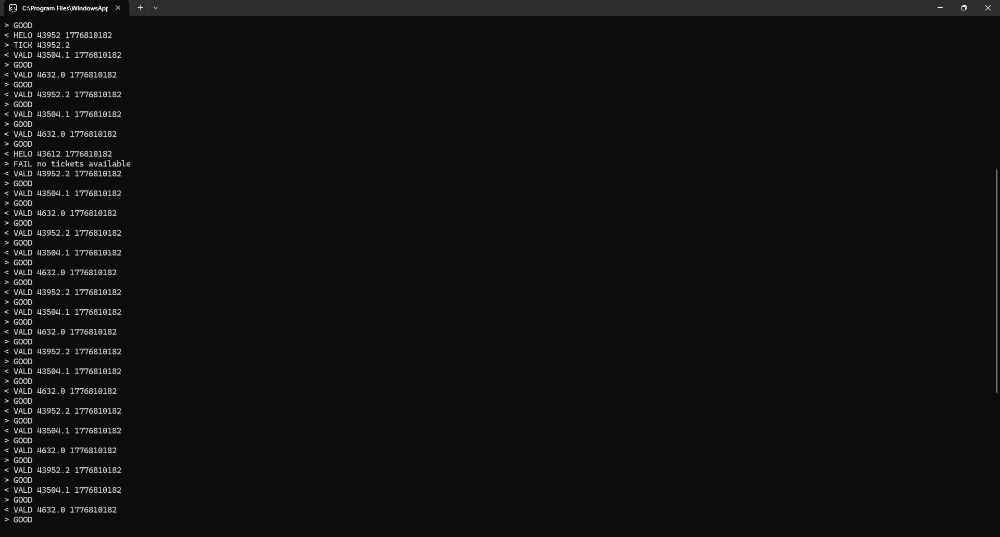 C:\Program Files\WindowsApp
> GOOD
< HELO 43952 1776810182
> TICK 43952.2
< VALD 43504.1 1776810182
> GOOD
< VALD 4632.0 1776810182
> GOOD
< VALD 43952.2 1776810182
> GOOD
< VALD 43504.1 1776810182
> GOOD
< VALD 4632.0 1776810182
> GOOD
< HELO 43612 1776810182
> FAIL no tickets available
< VALD 43952.2 1776810182
> GOOD
< VALD 43504.1 1776810182
> GOOD
< VALD 4632.0 1776810182
> GOOD
< VALD 43952.2 1776810182
> GOOD
< VALD 43504.1 1776810182
> GOOD
< VALD 4632.0 1776810182
> GOOD
< VALD 43952.2 1776810182
> GOOD
< VALD 43504.1 1776810182
> GOOD
< VALD 4632.0 1776810182
> GOOD
< VALD 43952.2 1776810182
> GOOD
< VALD 43504.1 1776810182
> GOOD
< VALD 4632.0 1776810182
> GOOD
< VALD 43952.2 1776810182
> GOOD
< VALD 43504.1 1776810182
> GOOD
< VALD 4632.0 1776810182
> GOOD
< VALD 43952.2 1776810182
> GOOD
< VALD 43504.1 1776810182
> GOOD
< VALD 4632.0 1776810182
> GOOD